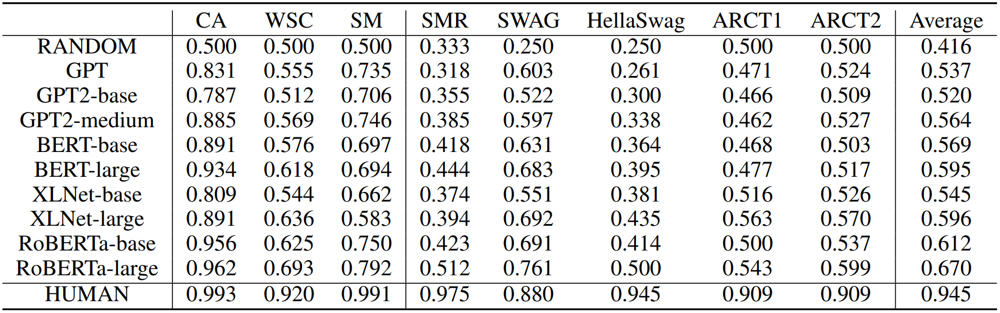 CA WSC SM SMR SWAG HellaSwag ARCT1 ARCT2 Average
RANDOM 0.500 0.500 0.500 0.333 0.250 0.250 0.500 0.500 0.416
GPT 0.831 0.555 0.735 0.318 0.603 0.261 0.471 0.524 0.537
GPT2-base 0.787 0.512 0.706 0.355 0.522 0.300 0.466 0.509 0.520
GPT2-medium 0.885 0.569 0.746 0.385 0.597 0.338 0.462 0.527 0.564
BERT-base 0.891 0.576 0.697 0.418 0.631 0.364 0.468 0.503 0.569
BERT-large 0.934 0.618 0.694 0.444 0.683 0.395 0.477 0.517 0.595
XLNet-base 0.809 0.544 0.662 0.374 0.551 0.381 0.516 0.526 0.545
XLNet-large 0.891 0.636 0.583 0.394 0.692 0.435 0.563 0.570 0.596
RoBERTa-base 0.956 0.625 0.750 0.423 0.691 0.414 0.500 0.537 0.612
RoBERTa-large 0.962 0.693 0.792 0.512 0.761 0.500 0.543 0.599 0.670
HUMAN 0.993 0.920 0.991 0.975 0.880 0.945 0.909 0.909 0.945